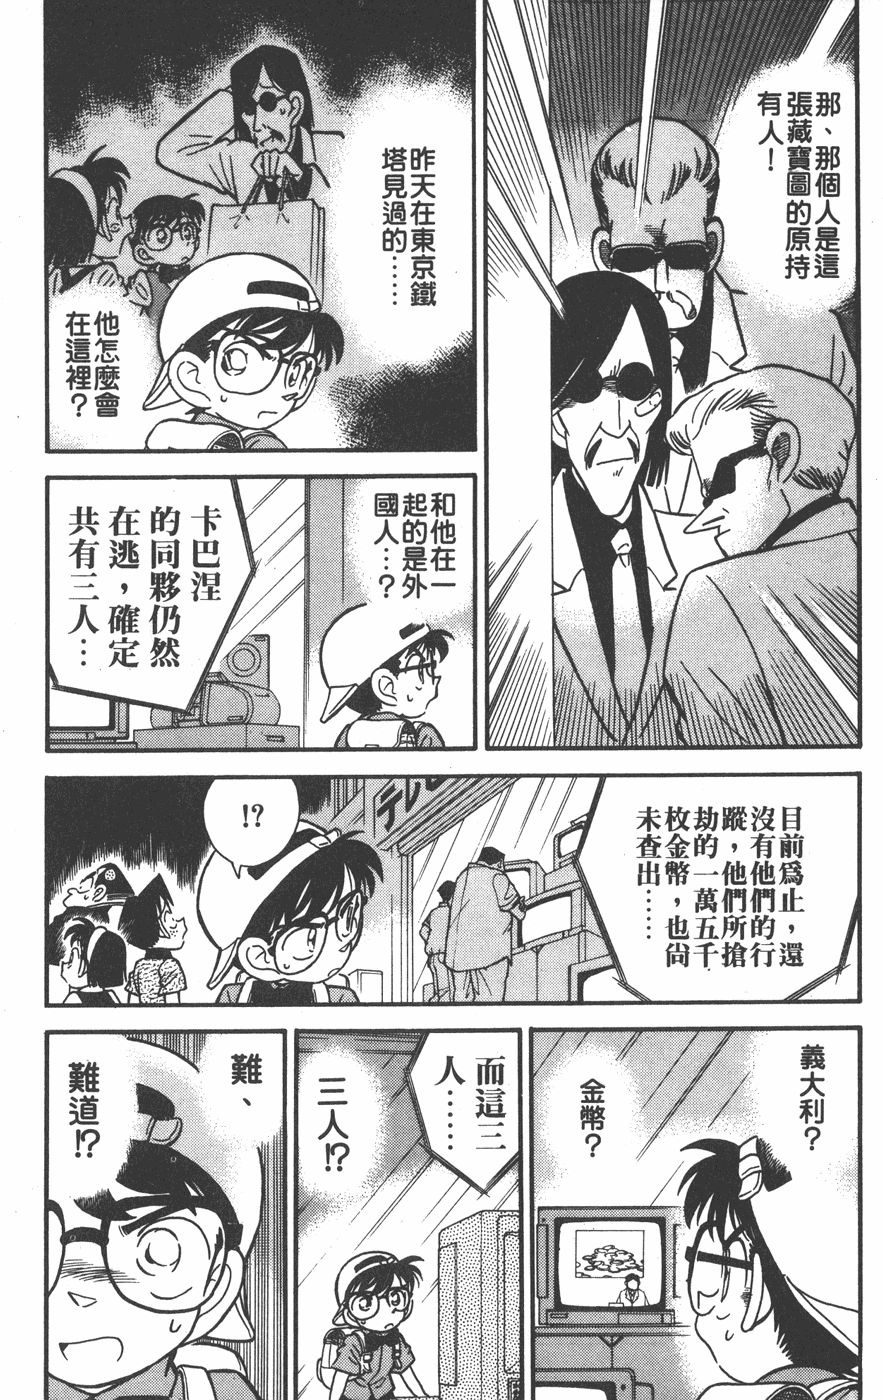 那、那個人是這
張藏寶圖的原持
有人！
昨天在東京鐵
塔見過的……
他怎麼會
在這裡？
和他在一
起的是外
國人…？
卡巴涅
的同夥仍然
在逃，確定
共有三人…
目前為止，還
沒有他們的行
蹤，他們所搶
劫的一萬五千
枚金幣，也尚
未查出……
テレ
!?
義大利？
金幣？
而這三
人……
三人!?
難、
難道!?